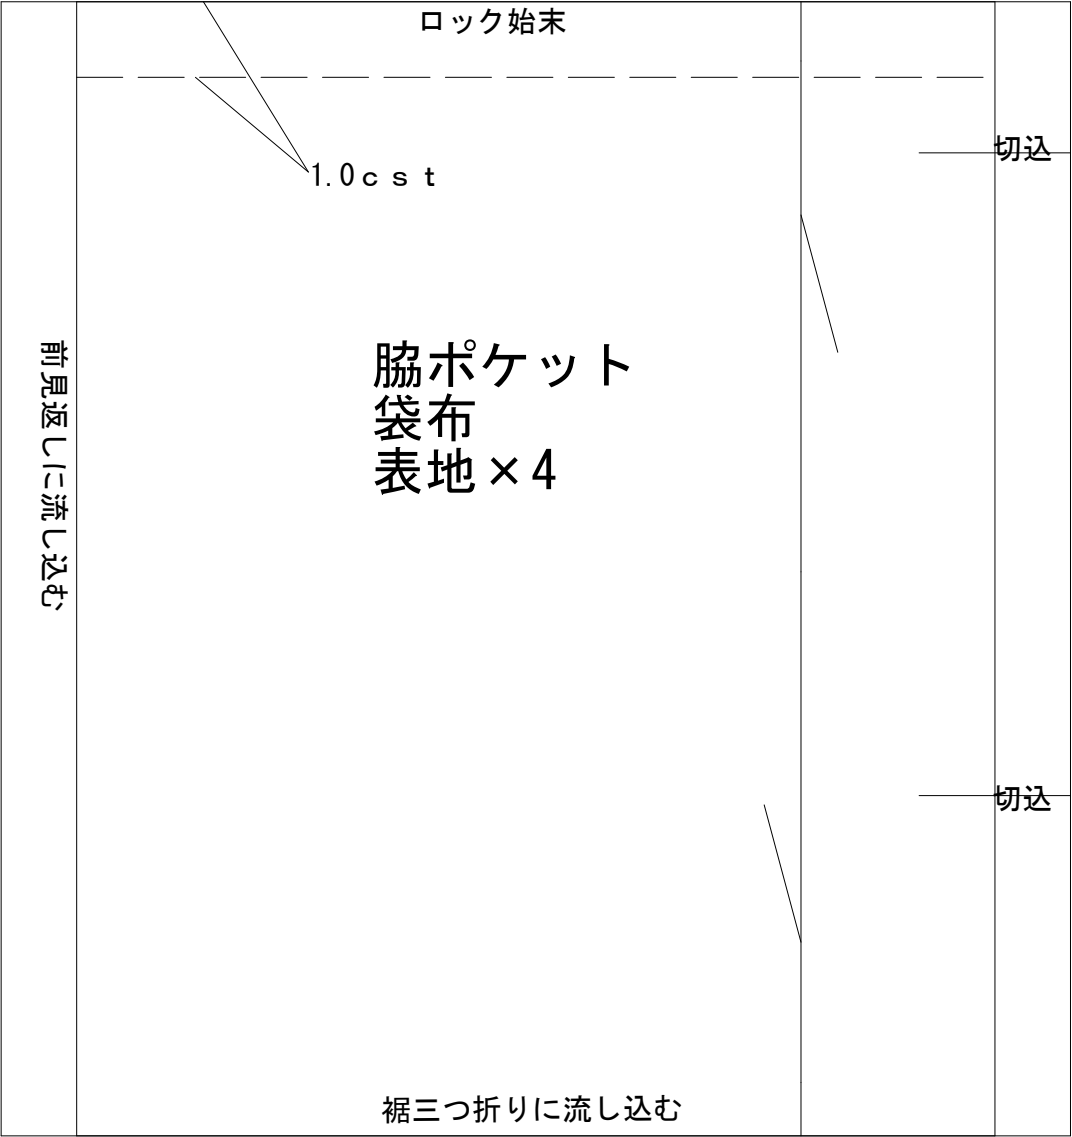 ロック始末
切込
1.0cst
脇ポケット
袋布
表地×4
前見返しに流し込む
切込
裾三つ折りに流し込む